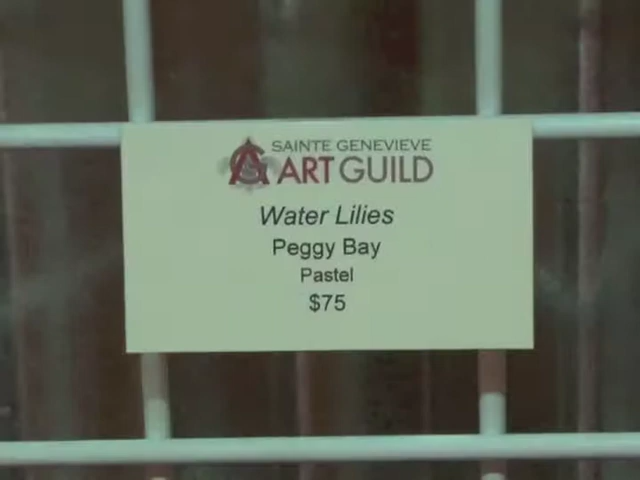 SAINTE GENEVIEVE
ART GUILD
Water Lilies
Peggy Bay
Pastel
$75